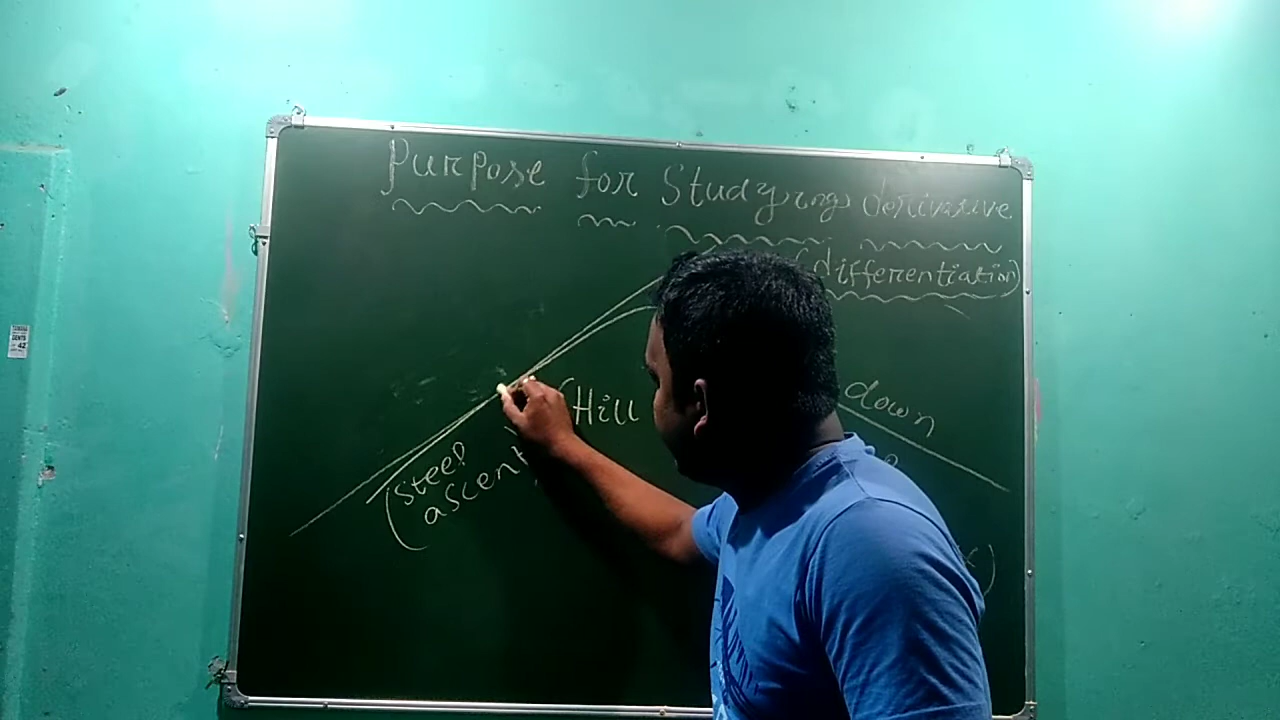 Purpose for Studying derivative
(differentiation)
(Hill
down
(steep
ascent)